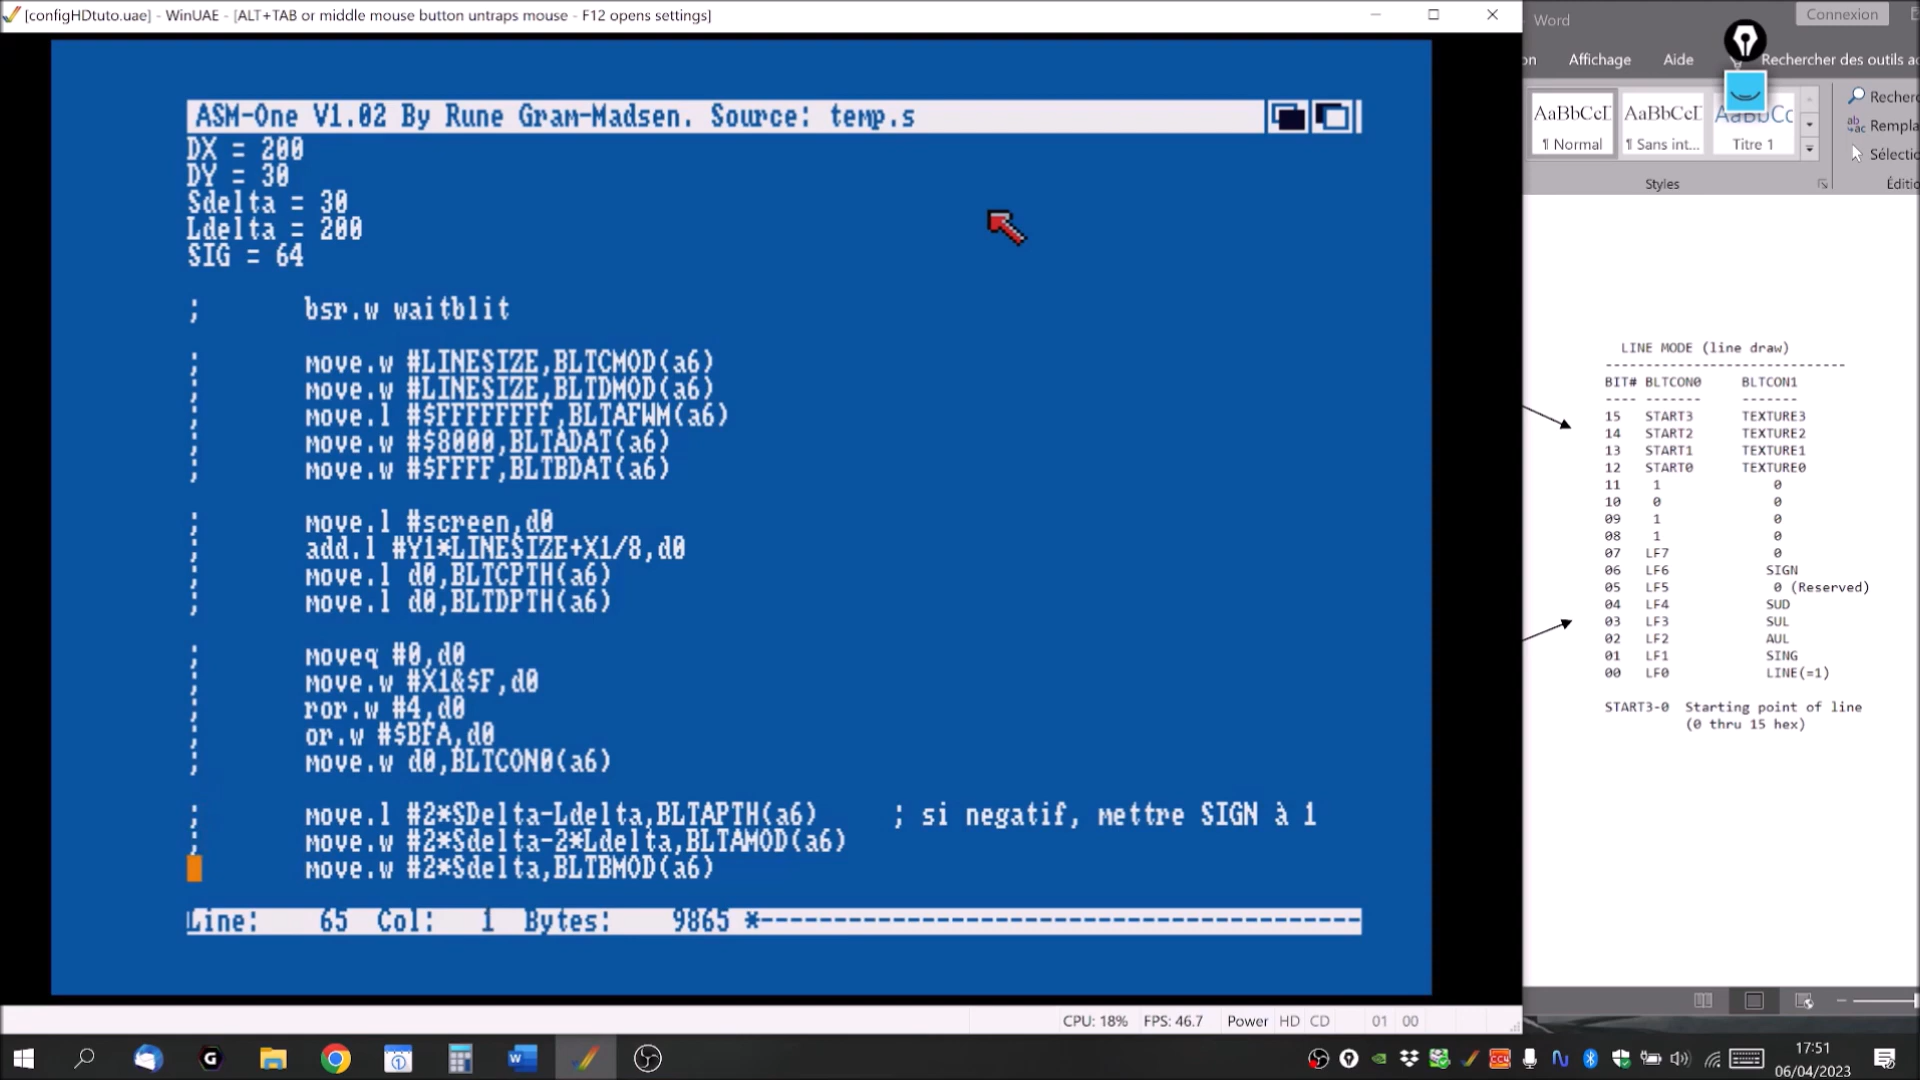 [configHDtuto.uae] - WinUAE - [ALT+TAB or middle mouse button untraps mouse - F12 opens settings]
ASM-One V1.02 By Rune Gram-Madsen. Source: temp.s
DX = 200
DY = 30
Sdelta = 30
Ldelta = 200
SIG = 64
; bsr.w waitblit
; move.w #LINESIZE,BLTCMOD(a6)
; move.w #LINESIZE,BLTDMOD(a6)
; move.l #$FFFFFFFF,BLTAFWM(a6)
; move.w #$8000,BLTADAT(a6)
; move.w #$FFFF,BLTBDAT(a6)
; move.l #screen,d0
; add.l #Y1*LINESIZE+X1/8,d0
; move.l d0,BLTCPTH(a6)
; move.l d0,BLTDPTH(a6)
; moveq #0,d0
; move.w #X1&$F,d0
; ror.w #4,d0
; or.w #$BFA,d0
; move.w d0,BLTCON0(a6)
; move.l #2*SDelta-Ldelta,BLTAPTH(a6) ; si negatif, mettre SIGN à 1
; move.w #2*Sdelta-2*Ldelta,BLTAMOD(a6)
move.w #2*Sdelta,BLTBMOD(a6)
Line: 65 Col: 1 Bytes: 9865 *----------------------------------------
CPU: 18% FPS: 46.7 Power HD CD 01 00
Word
Connexion
on Affichage Aide Rechercher des outils a
AaBbCcI AaBbCcI AaBbCc
¶ Normal ¶ Sans int... Titre 1
Recher
Rempla
Sélectio
Styles
Éditio
LINE MODE (line draw)
----------------------------
BIT# BLTCON0 BLTCON1
---- ------- -------
15 START3 TEXTURE3
14 START2 TEXTURE2
13 START1 TEXTURE1
12 START0 TEXTURE0
11 1 0
10 0 0
09 1 0
08 1 0
07 LF7 0
06 LF6 SIGN
05 LF5 0 (Reserved)
04 LF4 SUD
03 LF3 SUL
02 LF2 AUL
01 LF1 SING
00 LF0 LINE(=1)
START3-0 Starting point of line
(0 thru 15 hex)
17:51
06/04/2023